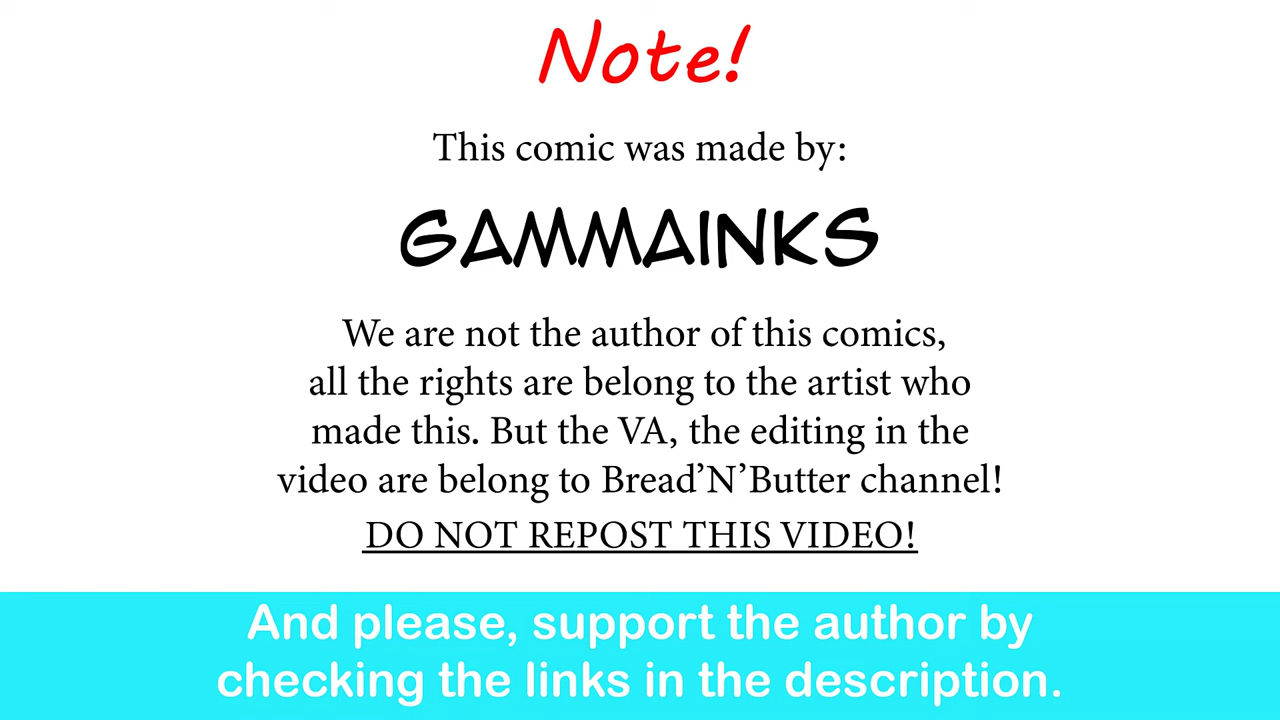 Note!
This comic was made by:
GAMMAINKS
We are not the author of this comics,
all the rights are belong to the artist who
made this. But the VA, the editing in the
video are belong to Bread’N’Butter channel!
DO NOT REPOST THIS VIDEO!
And please, support the author by
checking the links in the description.